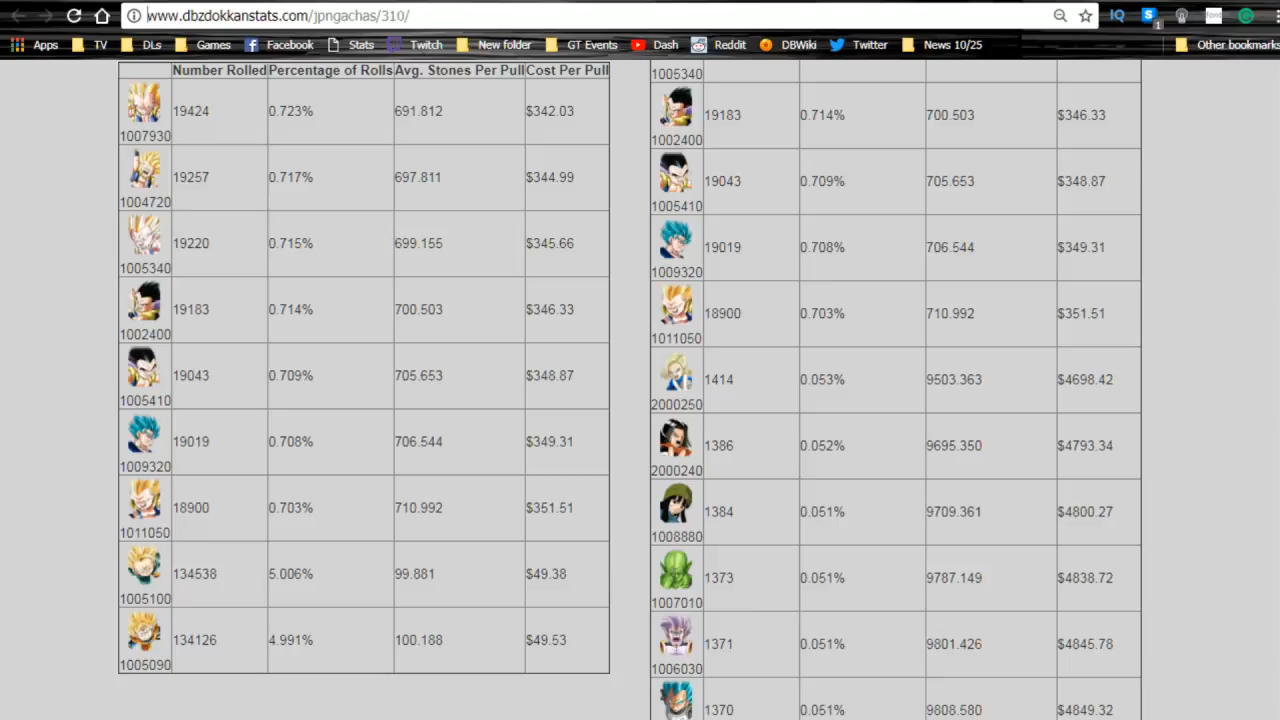 www.dbzdokkanstats.com/jpngachas/310/
IQ
S
1
Apps TV DLs Games Facebook Stats Twitch New folder GT Events Dash Reddit DBWiki Twitter News 10/25 Other bookmarks
Number Rolled Percentage of Rolls Avg. Stones Per Pull Cost Per Pull
1007930 19424 0.723% 691.812 $342.03
1004720 19257 0.717% 697.811 $344.99
1005340 19220 0.715% 699.155 $345.66
1002400 19183 0.714% 700.503 $346.33
1005410 19043 0.709% 705.653 $348.87
1009320 19019 0.708% 706.544 $349.31
1011050 18900 0.703% 710.992 $351.51
1005100 134538 5.006% 99.881 $49.38
1005090 134126 4.991% 100.188 $49.53
1005340
1002400 19183 0.714% 700.503 $346.33
1005410 19043 0.709% 705.653 $348.87
1009320 19019 0.708% 706.544 $349.31
1011050 18900 0.703% 710.992 $351.51
2000250 1414 0.053% 9503.363 $4698.42
2000240 1386 0.052% 9695.350 $4793.34
1008880 1384 0.051% 9709.361 $4800.27
1007010 1373 0.051% 9787.149 $4838.72
1006030 1371 0.051% 9801.426 $4845.78
1370 0.051% 9808.580 $4849.32